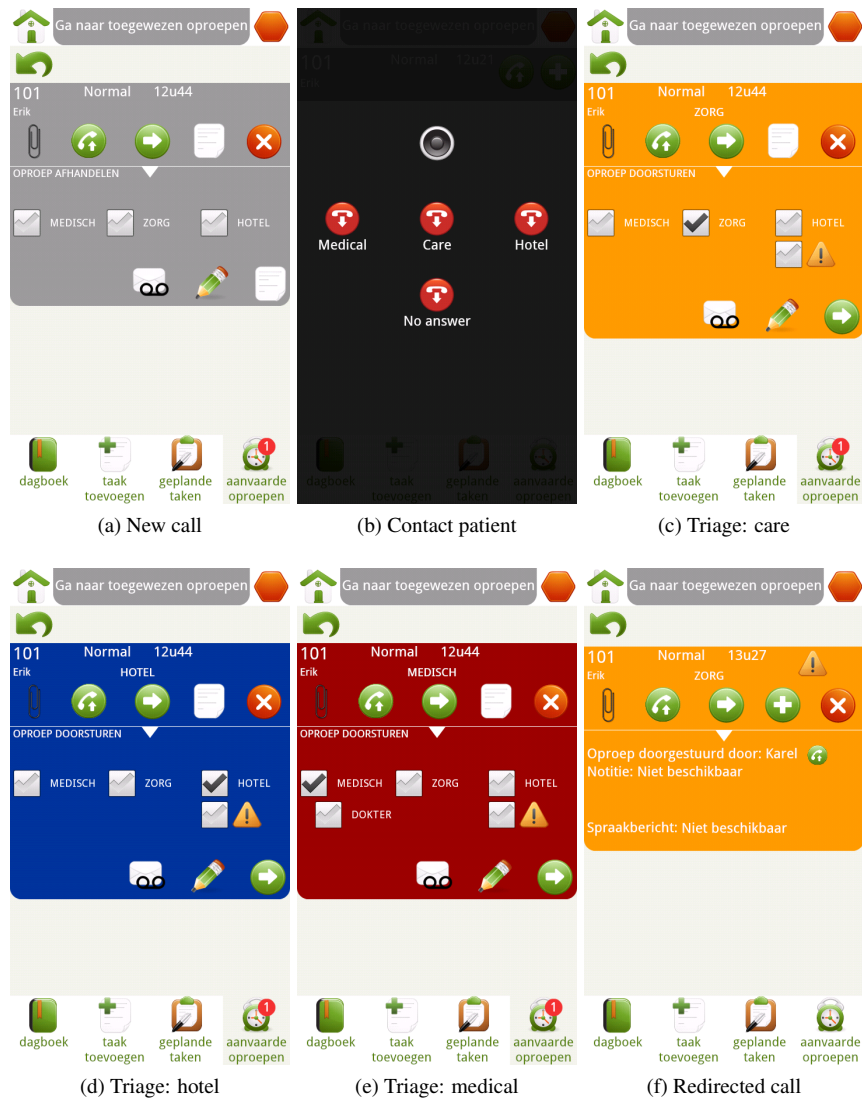 Ga naar toegewezen oproepen
101 Normal 12u44
Erik
OPROEP AFHANDELEN
MEDISCH ZORG HOTEL
dagboek taak toevoegen geplande taken aanvaarde oproepen 1
(a) New call
Ga naar toegewezen oproepen
101 Normal 12u21
Medical Care Hotel
No answer
dagboek taak toevoegen geplande taken aanvaarde oproepen
(b) Contact patient
Ga naar toegewezen oproepen
101 Normal 12u44
Erik ZORG
OPROEP DOORSTUREN
MEDISCH ZORG HOTEL
dagboek taak toevoegen geplande taken aanvaarde oproepen 1
(c) Triage: care
Ga naar toegewezen oproepen
101 Normal 12u44
Erik HOTEL
OPROEP DOORSTUREN
MEDISCH ZORG HOTEL
dagboek taak toevoegen geplande taken aanvaarde oproepen 1
(d) Triage: hotel
Ga naar toegewezen oproepen
101 Normal 12u44
Erik MEDISCH
OPROEP DOORSTUREN
MEDISCH ZORG HOTEL
DOKTER
dagboek taak toevoegen geplande taken aanvaarde oproepen 1
(e) Triage: medical
Ga naar toegewezen oproepen
101 Normal 13u27
Erik ZORG
Oproep doorgestuurd door: Karel
Notitie: Niet beschikbaar
Spraakbericht: Niet beschikbaar
dagboek taak toevoegen geplande taken aanvaarde oproepen
(f) Redirected call